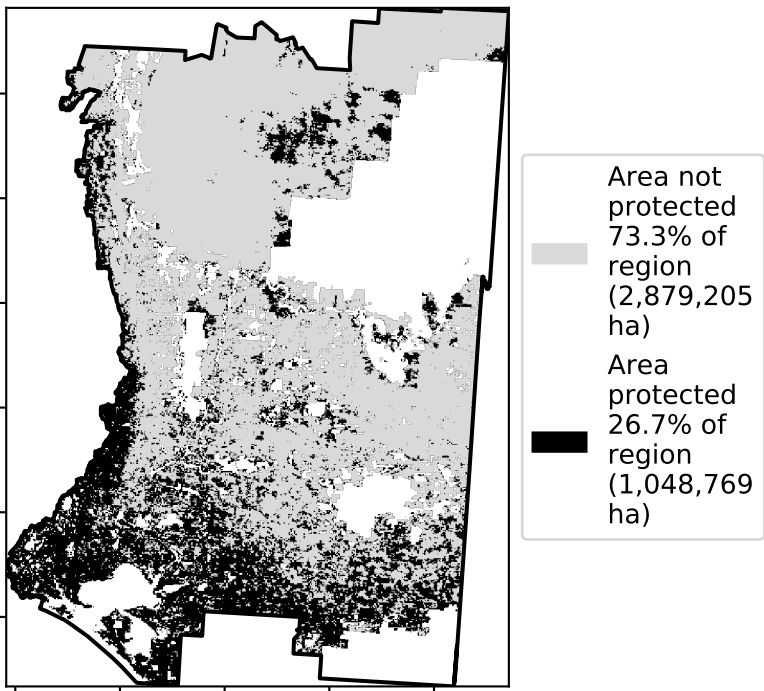 Area not
protected
73.3% of
region
(2,879,205
ha)
Area
protected
26.7% of
region
(1,048,769
ha)